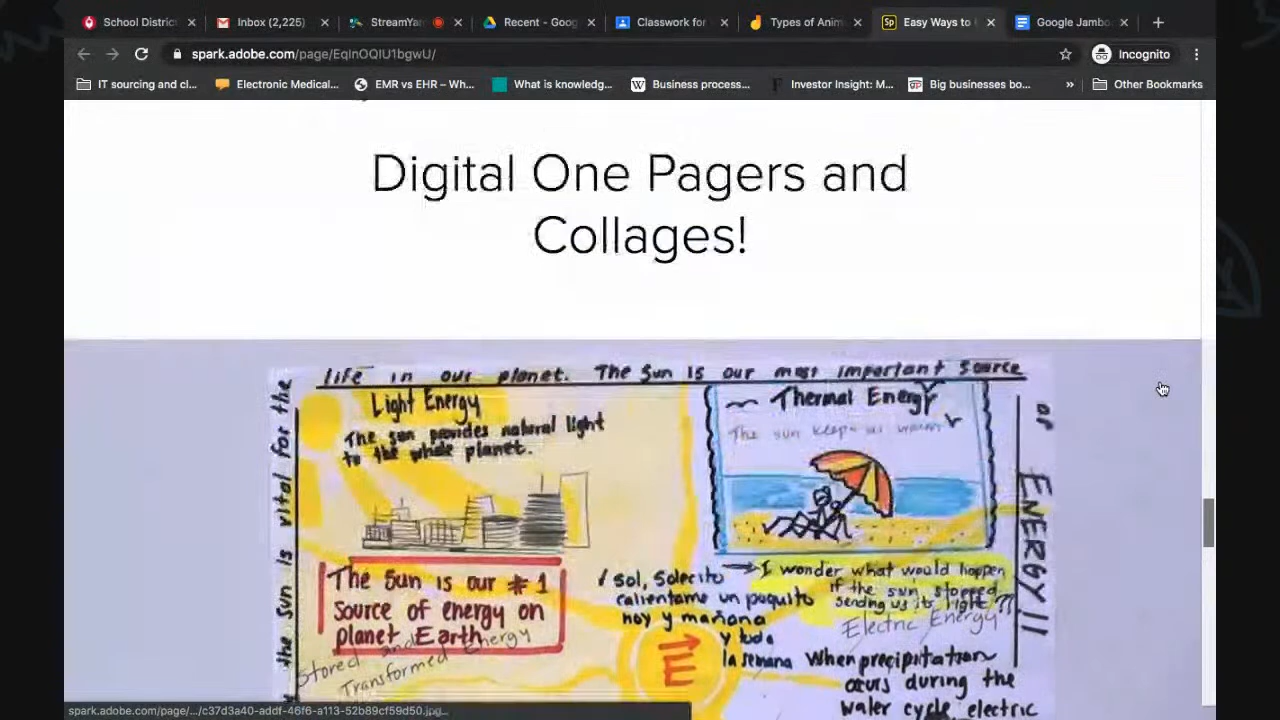 School District
Inbox (2,225)
StreamYar
Recent - Goog
Classwork for
Types of Anim
Sp
Easy Ways to
Google Jambo
spark.adobe.com/page/EqInOQIU1bgwU/
Incognito
IT sourcing and cl...
Electronic Medical...
EMR vs EHR – Wh...
What is knowledg...
W Business process...
Investor Insight: M...
Big businesses bo...
»
Other Bookmarks
Digital One Pagers and
Collages!
the sun is vital for the
life in our planet. The Sun is our most important source
of ENERGY!!
Light Energy
The sun provides natural light
to the whole planet.
Thermal Energy
The sun keeps us warm
The Sun is our #1
source of energy on
planet Earth
Stored and
Transformed Energy
sol, solecito
calientame un poquito
hoy y mañana
y toda
la semana
E
I wonder what would happen
if the sun stopped
sending us its light??
Electric Energy
When precipitation
occurs during the
water cycle, electric
spark.adobe.com/page/.../c37d3a40-addf-46f6-a113-52b89cf59d50.jpg...